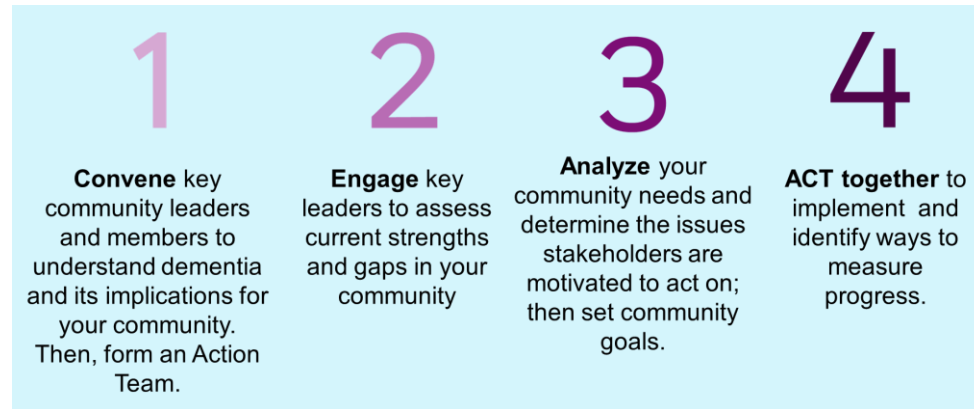 1
Convene key
community leaders
and members to
understand dementia
and its implications for
your community.
Then, form an Action
Team.
2
Engage key
leaders to assess
current strengths
and gaps in your
community
3
Analyze your
community needs and
determine the issues
stakeholders are
motivated to act on;
then set community
goals.
4
ACT together to
implement and
identify ways to
measure
progress.